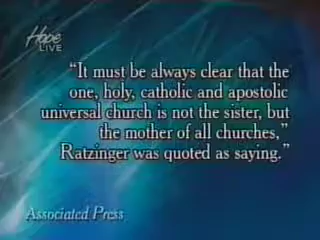 Hope
LIVE
“It must be always clear that the
one, holy, catholic and apostolic
universal church is not the sister, but
the mother of all churches,”
Ratzinger was quoted as saying.”
Associated Press